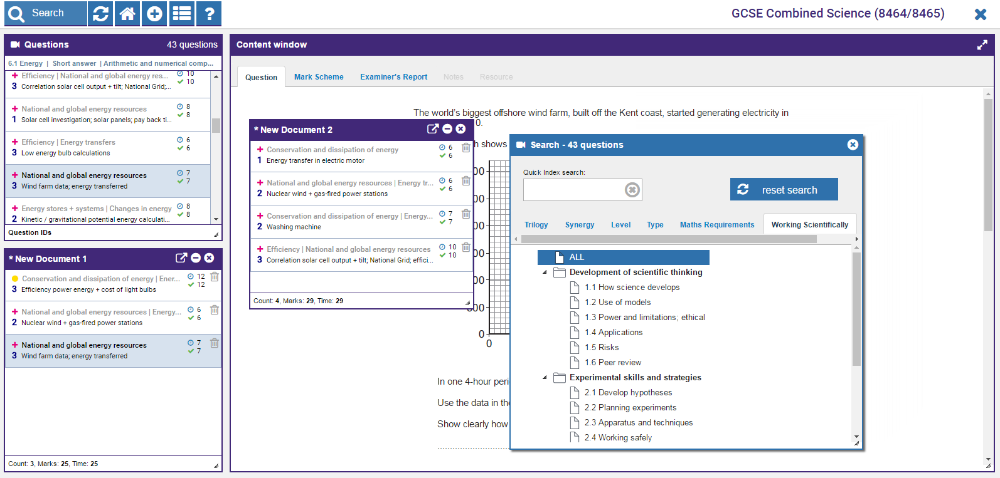 Search
?
GCSE Combined Science (8464/8465)
Questions 43 questions
6.1 Energy | Short answer | Arithmetic and numerical comp...
Efficiency | National and global energy res... 10
3 Correlation solar cell output + tilt; National Grid;... 10
National and global energy resources 8
1 Solar cell investigation; solar panels; pay back ti... 8
Efficiency | Energy transfers 6
3 Low energy bulb calculations 6
National and global energy resources 7
3 Wind farm data; energy transferred 7
Energy stores + systems | Changes in energy 8
2 Kinetic / gravitational potential energy calculati... 8
Question IDs
* New Document 1
Conservation and dissipation of energy | Ener... 12
3 Efficiency power energy + cost of light bulbs 12
National and global energy resources | Energy... 6
2 Nuclear wind + gas-fired power stations 6
National and global energy resources 7
3 Wind farm data; energy transferred 7
Count: 3, Marks: 25, Time: 25
Content window
Question Mark Scheme Examiner's Report Notes Resource
The world's biggest offshore wind farm, built off the Kent coast, started generating electricity in
0.
h shows
00
00
00
00
00
00
0
0
In one 4-hour peri
Use the data in the
Show clearly how
* New Document 2
Conservation and dissipation of energy 6
1 Energy transfer in electric motor 6
National and global energy resources | Energy tr... 6
2 Nuclear wind + gas-fired power stations 6
Conservation and dissipation of energy | Energy... 7
2 Washing machine 7
Efficiency | National and global energy resources 10
3 Correlation solar cell output + tilt; National Grid; effici... 10
Count: 4, Marks: 29, Time: 29
Search - 43 questions
Quick Index search:
reset search
Trilogy Synergy Level Type Maths Requirements Working Scientifically
ALL
Development of scientific thinking
1.1 How science develops
1.2 Use of models
1.3 Power and limitations; ethical
1.4 Applications
1.5 Risks
1.6 Peer review
Experimental skills and strategies
2.1 Develop hypotheses
2.2 Planning experiments
2.3 Apparatus and techniques
2.4 Working safely